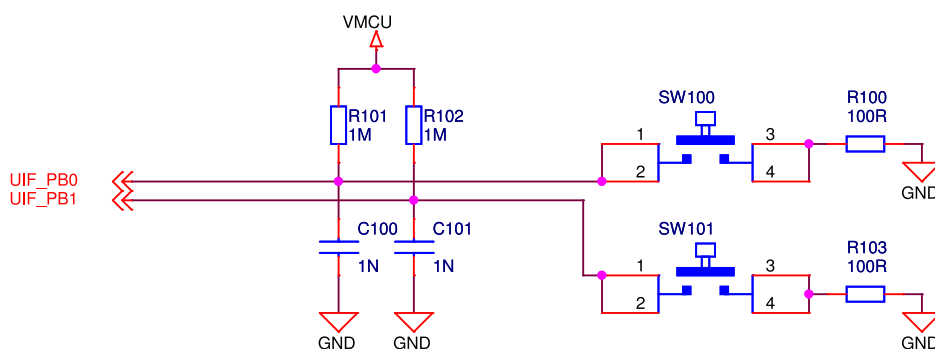 VMCU
R101
1M
R102
1M
SW100
1
2
3
4
R100
100R
GND
UIF_PB0
UIF_PB1
C100
1N
C101
1N
GND
GND
SW101
1
2
3
4
R103
100R
GND